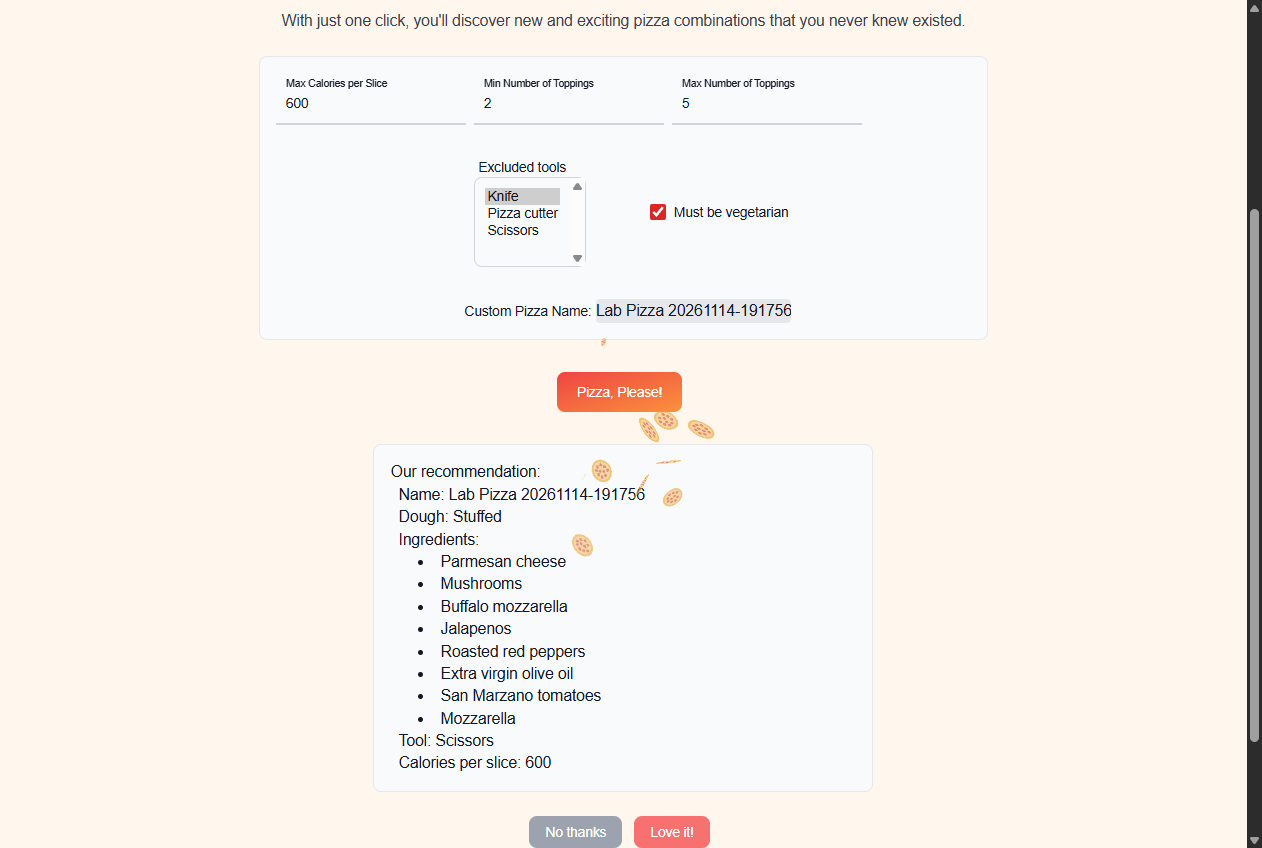 With just one click, you'll discover new and exciting pizza combinations that you never knew existed.
Max Calories per Slice
600
Min Number of Toppings
2
Max Number of Toppings
5
Excluded tools
Knife
Pizza cutter
Scissors
Must be vegetarian
Custom Pizza Name: Lab Pizza 20261114-191756
Pizza, Please!
Our recommendation:
Name: Lab Pizza 20261114-191756
Dough: Stuffed
Ingredients:
Parmesan cheese
Mushrooms
Buffalo mozzarella
Jalapenos
Roasted red peppers
Extra virgin olive oil
San Marzano tomatoes
Mozzarella
Tool: Scissors
Calories per slice: 600
No thanks
Love it!